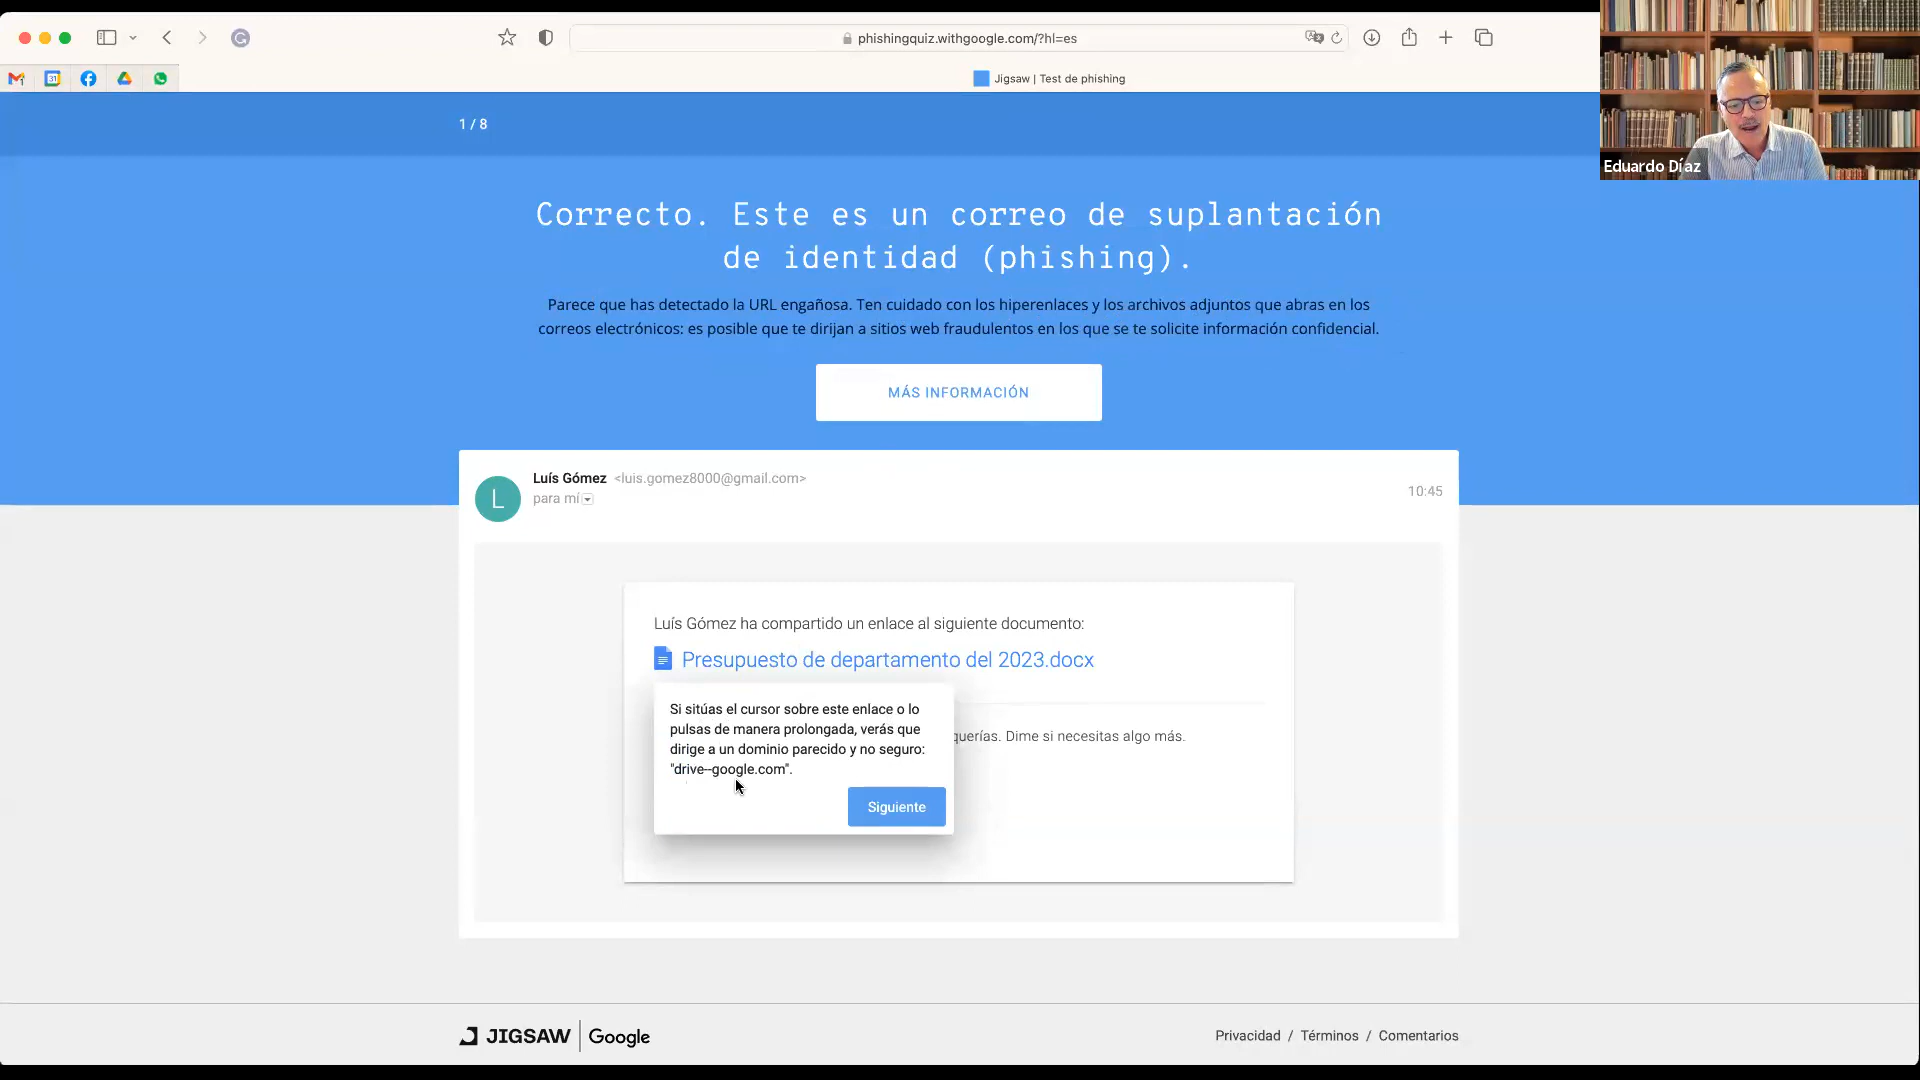 phishingquiz.withgoogle.com/?hl=es
31
Jigsaw | Test de phishing
Eduardo Díaz
1 / 8
Correcto. Este es un correo de suplantación
de identidad (phishing).
Parece que has detectado la URL engañosa. Ten cuidado con los hiperenlaces y los archivos adjuntos que abras en los
correos electrónicos: es posible que te dirijan a sitios web fraudulentos en los que se te solicite información confidencial.
MÁS INFORMACIÓN
L
Luís Gómez <luis.gomez8000@gmail.com>
para mí
10:45
Luís Gómez ha compartido un enlace al siguiente documento:
Presupuesto de departamento del 2023.docx
Si sitúas el cursor sobre este enlace o lo
pulsas de manera prolongada, verás que
dirige a un dominio parecido y no seguro:
"drive--google.com".
querías. Dime si necesitas algo más.
Siguiente
JIGSAW | Google
Privacidad / Términos / Comentarios